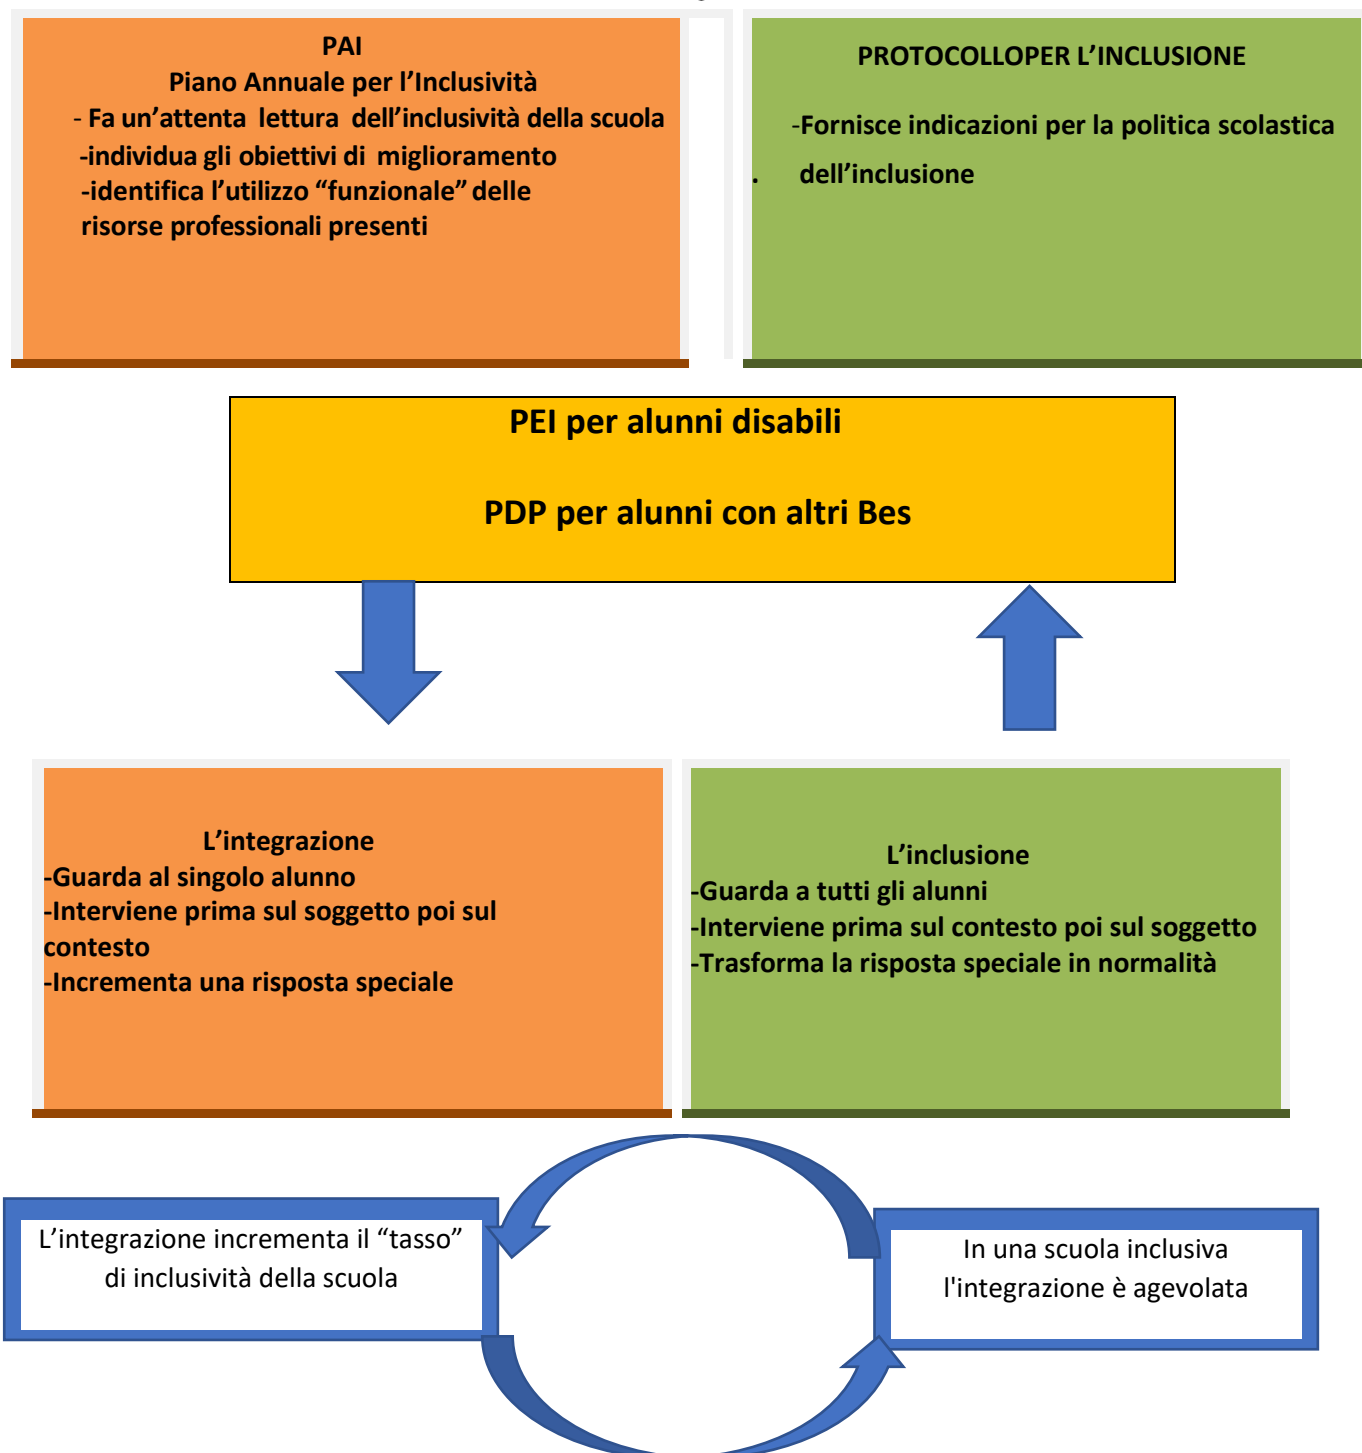 PAI
Piano Annuale per l’Inclusività
- Fa un’attenta lettura dell’inclusività della scuola
-individua gli obiettivi di miglioramento
-identifica l’utilizzo “funzionale” delle
risorse professionali presenti
PROTOCOLLOPER L’INCLUSIONE
-Fornisce indicazioni per la politica scolastica
. dell’inclusione
PEI per alunni disabili
PDP per alunni con altri Bes
L’integrazione
-Guarda al singolo alunno
-Interviene prima sul soggetto poi sul
contesto
-Incrementa una risposta speciale
L’inclusione
-Guarda a tutti gli alunni
-Interviene prima sul contesto poi sul soggetto
-Trasforma la risposta speciale in normalità
L’integrazione incrementa il “tasso”
di inclusività della scuola
In una scuola inclusiva
l'integrazione è agevolata